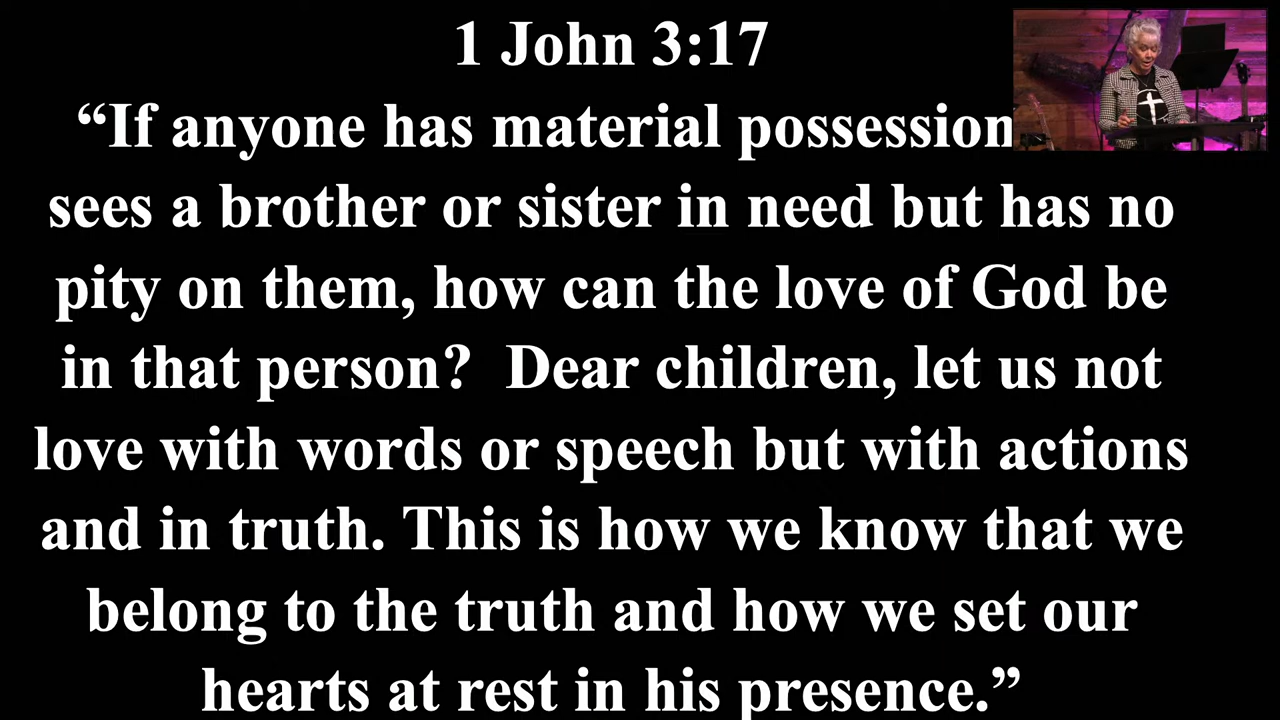 1 John 3:17
“If anyone has material possession
sees a brother or sister in need but has no
pity on them, how can the love of God be
in that person?  Dear children, let us not
love with words or speech but with actions
and in truth. This is how we know that we
belong to the truth and how we set our
hearts at rest in his presence.”